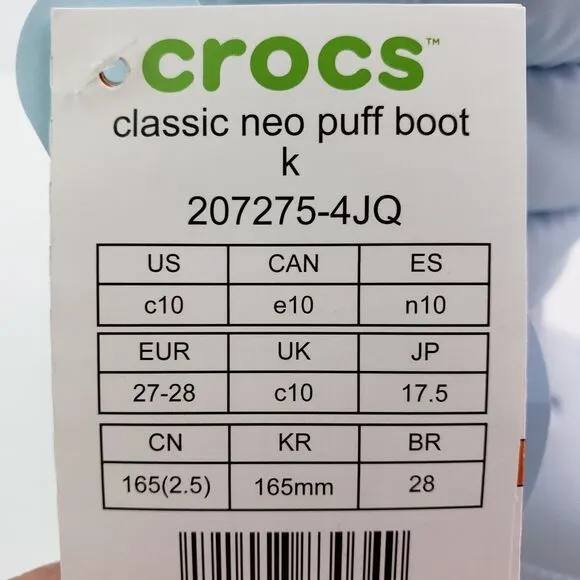 crocs™
classic neo puff boot
k
207275-4JQ
US CAN ES
c10 e10 n10
EUR UK JP
27-28 c10 17.5
CN KR BR
165(2.5) 165mm 28